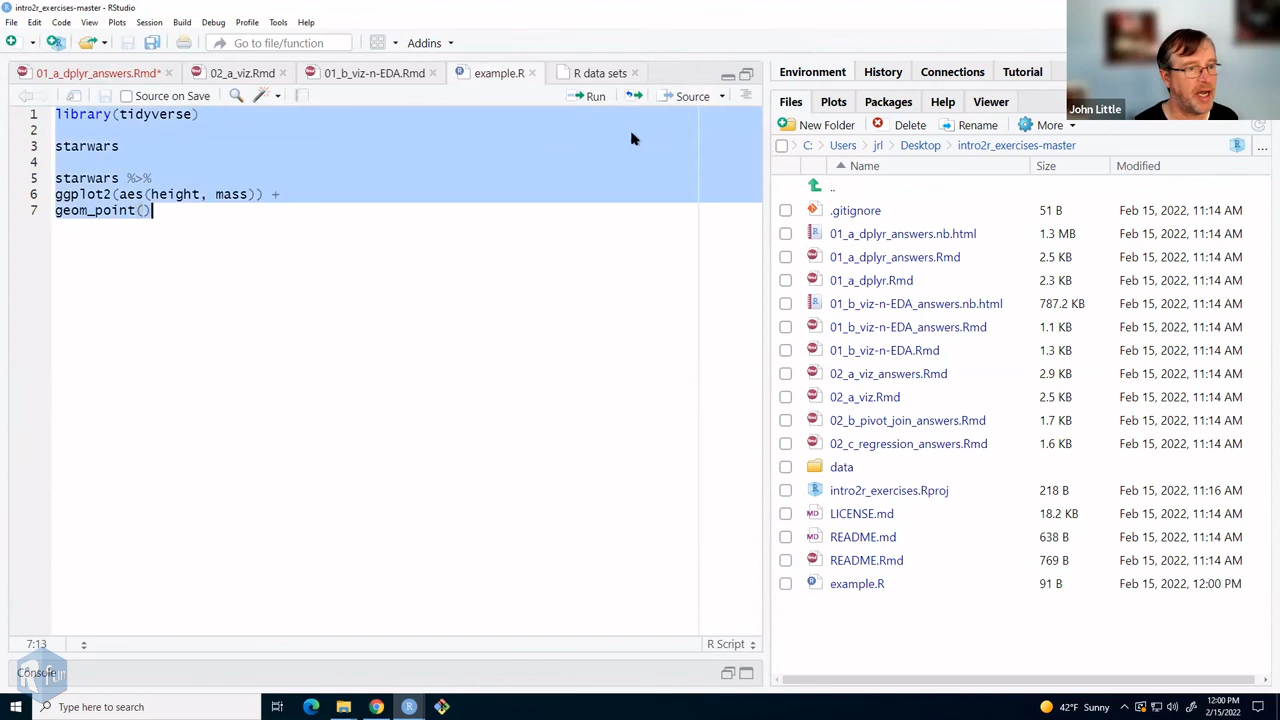 intro2r_exercises-master - RStudio
File Edit Code View Plots Session Build Debug Profile Tools Help
Go to file/function Addins
01_a_dplyr_answers.Rmd* 02_a_viz.Rmd 01_b_viz-n-EDA.Rmd example.R R data sets
Source on Save Run Source
1 library(tidyverse)
2
3 starwars
4
5 starwars %>%
6 ggplot2(aes(height, mass)) +
7 geom_point()
7:13 R Script
Console
R fun
Environment History Connections Tutorial
Files Plots Packages Help Viewer
New Folder Delete Rename More
C: Users jrl Desktop intro2r_exercises-master ...
Name Size Modified
..
.gitignore 51 B Feb 15, 2022, 11:14 AM
01_a_dplyr_answers.nb.html 1.3 MB Feb 15, 2022, 11:14 AM
01_a_dplyr_answers.Rmd 2.5 KB Feb 15, 2022, 11:14 AM
01_a_dplyr.Rmd 2.3 KB Feb 15, 2022, 11:14 AM
01_b_viz-n-EDA_answers.nb.html 787.2 KB Feb 15, 2022, 11:14 AM
01_b_viz-n-EDA_answers.Rmd 1.1 KB Feb 15, 2022, 11:14 AM
01_b_viz-n-EDA.Rmd 1.3 KB Feb 15, 2022, 11:14 AM
02_a_viz_answers.Rmd 2.9 KB Feb 15, 2022, 11:14 AM
02_a_viz.Rmd 2.5 KB Feb 15, 2022, 11:14 AM
02_b_pivot_join_answers.Rmd 1.7 KB Feb 15, 2022, 11:14 AM
02_c_regression_answers.Rmd 1.6 KB Feb 15, 2022, 11:14 AM
data
intro2r_exercises.Rproj 218 B Feb 15, 2022, 11:16 AM
LICENSE.md 18.2 KB Feb 15, 2022, 11:14 AM
README.md 638 B Feb 15, 2022, 11:14 AM
README.Rmd 769 B Feb 15, 2022, 11:14 AM
example.R 91 B Feb 15, 2022, 12:00 PM
John Little
Type here to search
42°F Sunny
12:00 PM
2/15/2022